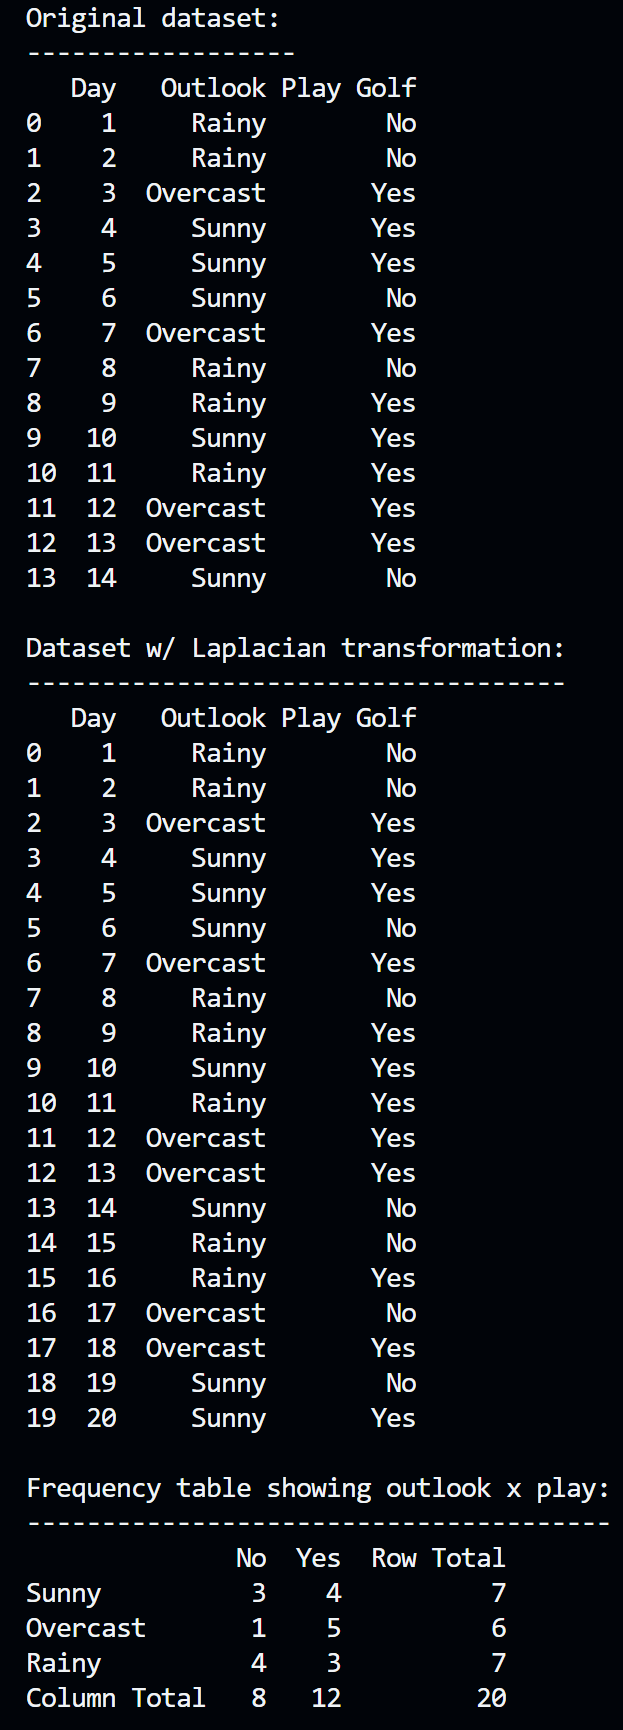 Original dataset:
------------------
   Day   Outlook Play Golf
0    1     Rainy        No
1    2     Rainy        No
2    3  Overcast       Yes
3    4     Sunny       Yes
4    5     Sunny       Yes
5    6     Sunny        No
6    7  Overcast       Yes
7    8     Rainy        No
8    9     Rainy       Yes
9   10     Sunny       Yes
10  11     Rainy       Yes
11  12  Overcast       Yes
12  13  Overcast       Yes
13  14     Sunny        No

Dataset w/ Laplacian transformation:
------------------------------------
   Day   Outlook Play Golf
0    1     Rainy        No
1    2     Rainy        No
2    3  Overcast       Yes
3    4     Sunny       Yes
4    5     Sunny       Yes
5    6     Sunny        No
6    7  Overcast       Yes
7    8     Rainy        No
8    9     Rainy       Yes
9   10     Sunny       Yes
10  11     Rainy       Yes
11  12  Overcast       Yes
12  13  Overcast       Yes
13  14     Sunny        No
14  15     Rainy        No
15  16     Rainy       Yes
16  17  Overcast        No
17  18  Overcast       Yes
18  19     Sunny        No
19  20     Sunny       Yes

Frequency table showing outlook x play:
---------------------------------------
              No  Yes  Row Total
Sunny          3    4          7
Overcast       1    5          6
Rainy          4    3          7
Column Total   8   12         20